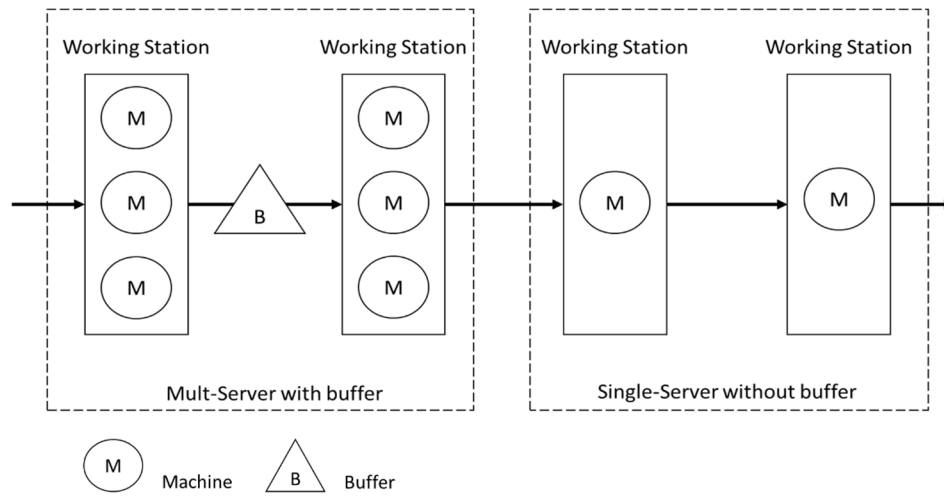 Working Station
Working Station
Working Station
Working Station
M
M
M
M
M
M
B
M
M
Mult-Server with buffer
Single-Server without buffer
M
Machine
B
Buffer